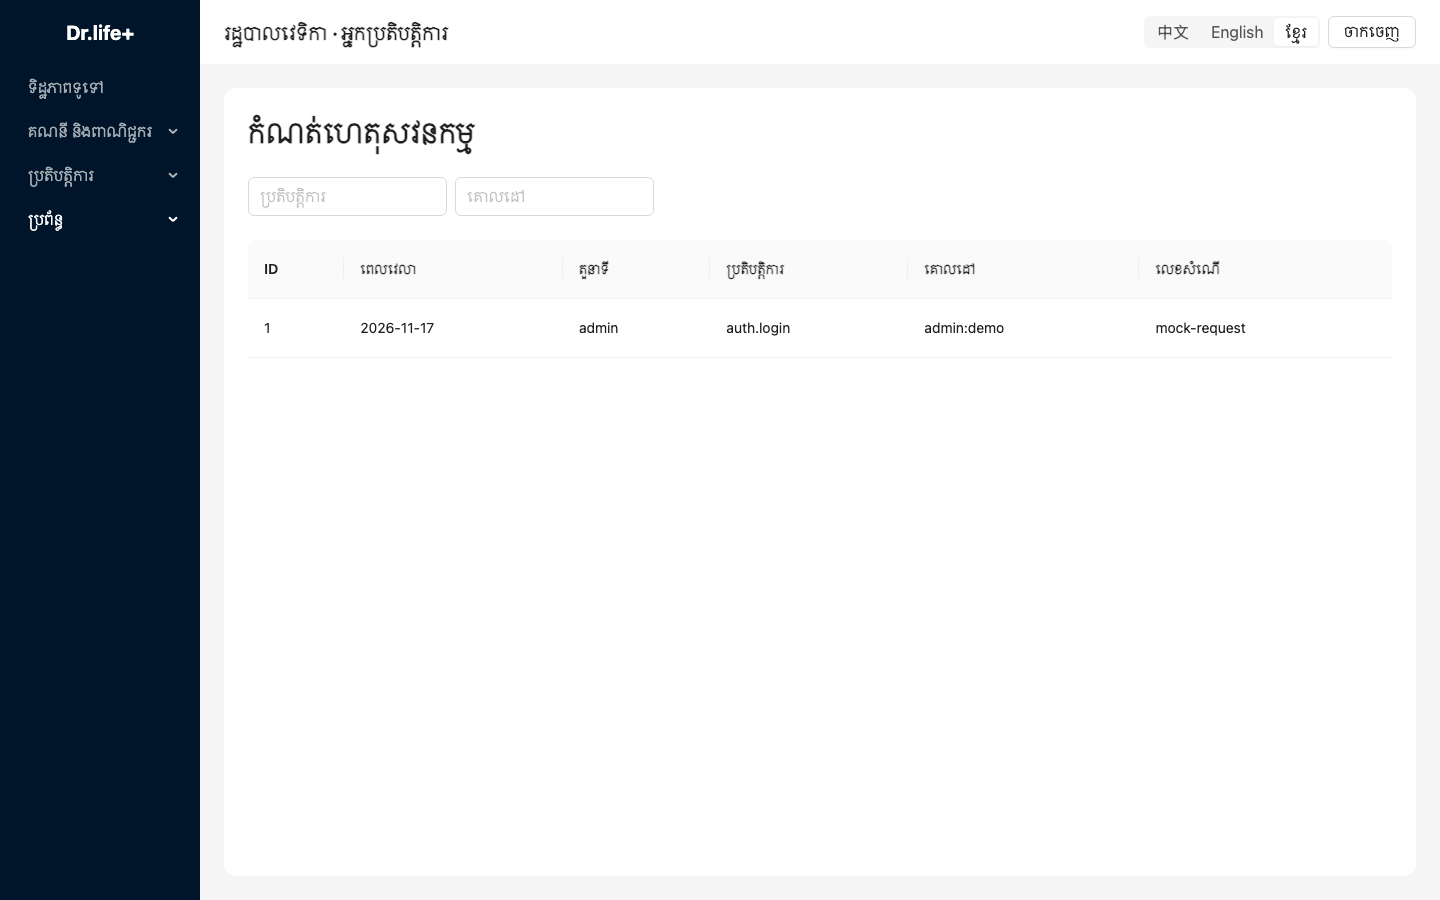 Dr.life+
ទិដ្ឋភាពទូទៅ
គណនី និងពាណិជ្ជករ
ប្រតិបត្តិការ
ប្រព័ន្ធ
រដ្ឋបាលវេទិកា · អ្នកប្រតិបត្តិការ
中文 English ខ្មែរ ចាកចេញ
កំណត់ហេតុសវនកម្ម
ប្រតិបត្តិការ គោលដៅ
ID ពេលវេលា តួនាទី ប្រតិបត្តិការ គោលដៅ លេខសំណើ
1 2026-11-17 admin auth.login admin:demo mock-request